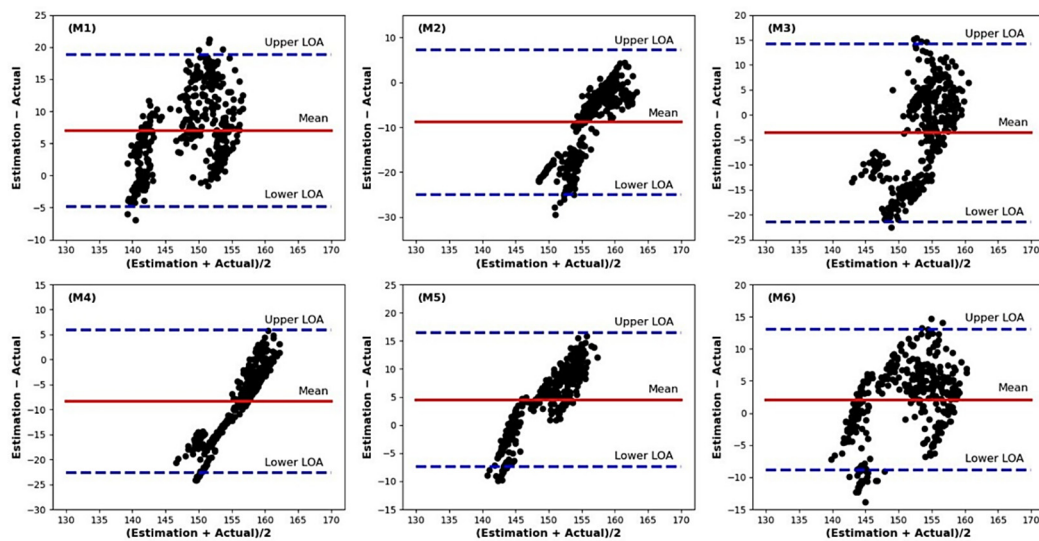 (M1)
Estimation − Actual
25
20
15
10
5
0
−5
−10
Upper LOA
Mean
Lower LOA
130 135 140 145 150 155 160 165 170
(Estimation + Actual)/2
(M2)
Estimation − Actual
10
0
−10
−20
−30
Upper LOA
Mean
Lower LOA
130 135 140 145 150 155 160 165 170
(Estimation + Actual)/2
(M3)
Estimation − Actual
20
15
10
5
0
−5
−10
−15
−20
−25
Upper LOA
Mean
Lower LOA
130 135 140 145 150 155 160 165 170
(Estimation + Actual)/2
(M4)
Estimation − Actual
15
10
5
0
−5
−10
−15
−20
−25
−30
Upper LOA
Mean
Lower LOA
130 135 140 145 150 155 160 165 170
(Estimation + Actual)/2
(M5)
Estimation − Actual
25
20
15
10
5
0
−5
−10
−15
Upper LOA
Mean
Lower LOA
130 135 140 145 150 155 160 165 170
(Estimation + Actual)/2
(M6)
Estimation − Actual
20
15
10
5
0
−5
−10
−15
Upper LOA
Mean
Lower LOA
130 135 140 145 150 155 160 165 170
(Estimation + Actual)/2